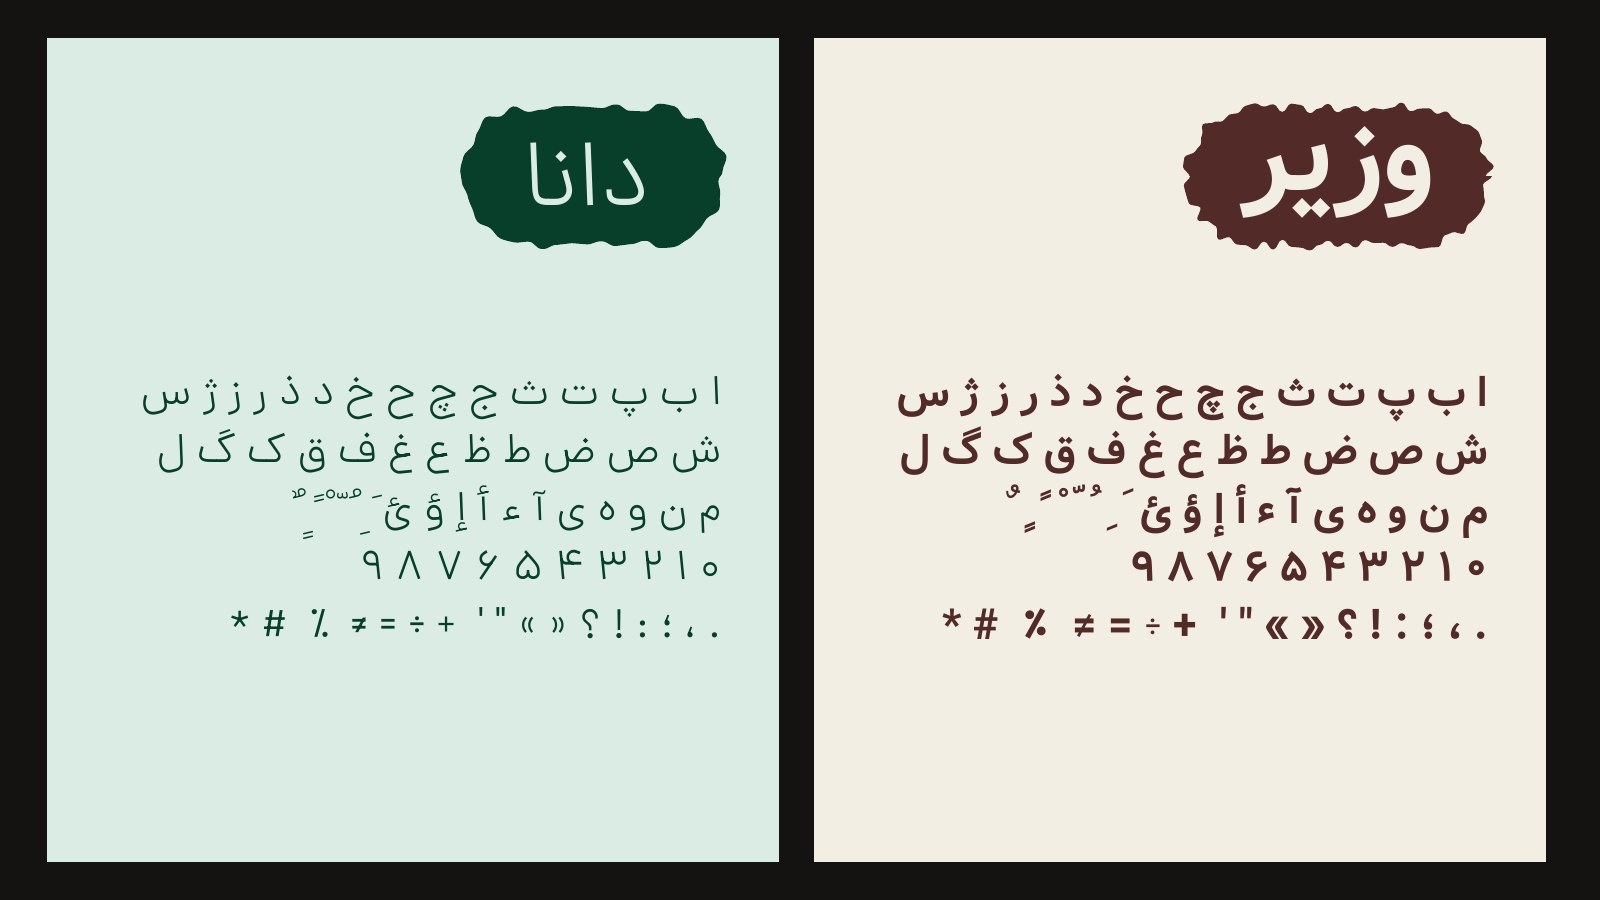 وزیر
ا ب پ ت ث ج چ ح خ د ذ ر ز ژ س
ش ص ض ط ظ ع غ ف ق ک گ ل
م ن و ه ی آ ء أ إ ؤ ئ َ ِ ُ ّ ْ ً ٍ ٌ
۰ ۱ ۲ ۳ ۴ ۵ ۶ ۷ ۸ ۹
. ، ؛ : ! ؟ « » " ' + ÷ = ≠ ٪ # *
دانا
ا ب پ ت ث ج چ ح خ د ذ ر ز ژ س
ش ص ض ط ظ ع غ ف ق ک گ ل
م ن و ه ی آ ء أ إ ؤ ئ َ ِ ُ ّ ْ ً ٍ ٌ
۰ ۱ ۲ ۳ ۴ ۵ ۶ ۷ ۸ ۹
. ، ؛ : ! ؟ « » " ' + ÷ = ≠ ٪ # *